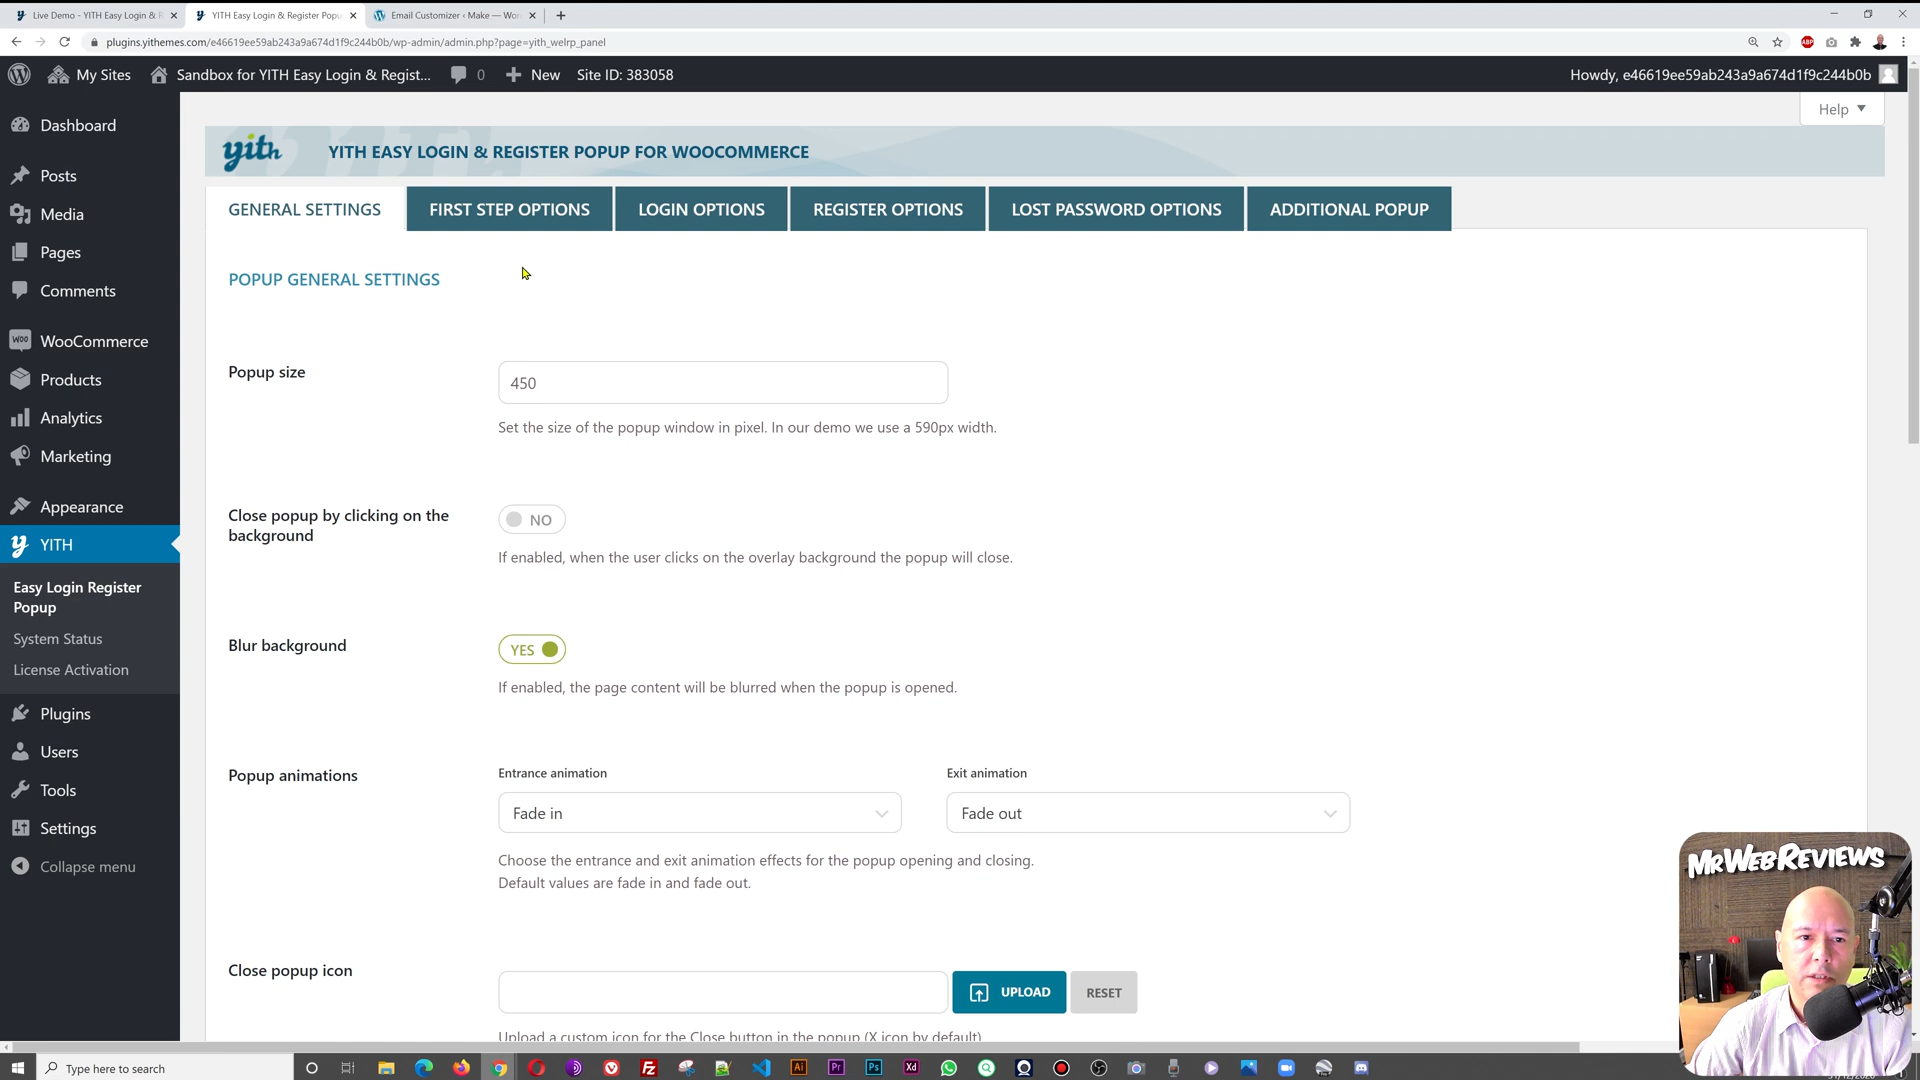 Live Demo - YITH Easy Login & R
YITH Easy Login & Register Popu
Email Customizer ‹ Make — Wor
plugins.yithemes.com/e46619ee59ab243a9a674d1f9c244b0b/wp-admin/admin.php?page=yith_welrp_panel
ABP
My Sites
Sandbox for YITH Easy Login & Regist...
0
New
Site ID: 383058
Howdy, e46619ee59ab243a9a674d1f9c244b0b
Help
Dashboard
Posts
Media
Pages
Comments
WooCommerce
Products
Analytics
Marketing
Appearance
YITH
Easy Login Register
Popup
System Status
License Activation
Plugins
Users
Tools
Settings
Collapse menu
yith
YITH EASY LOGIN & REGISTER POPUP FOR WOOCOMMERCE
GENERAL SETTINGS
FIRST STEP OPTIONS
LOGIN OPTIONS
REGISTER OPTIONS
LOST PASSWORD OPTIONS
ADDITIONAL POPUP
POPUP GENERAL SETTINGS
Popup size
450
Set the size of the popup window in pixel. In our demo we use a 590px width.
Close popup by clicking on the
background
NO
If enabled, when the user clicks on the overlay background the popup will close.
Blur background
YES
If enabled, the page content will be blurred when the popup is opened.
Popup animations
Entrance animation
Exit animation
Fade in
Fade out
Choose the entrance and exit animation effects for the popup opening and closing.
Default values are fade in and fade out.
Close popup icon
UPLOAD
RESET
Upload a custom icon for the Close button in the popup (X icon by default)
MRWEBREVIEWS
Type here to search